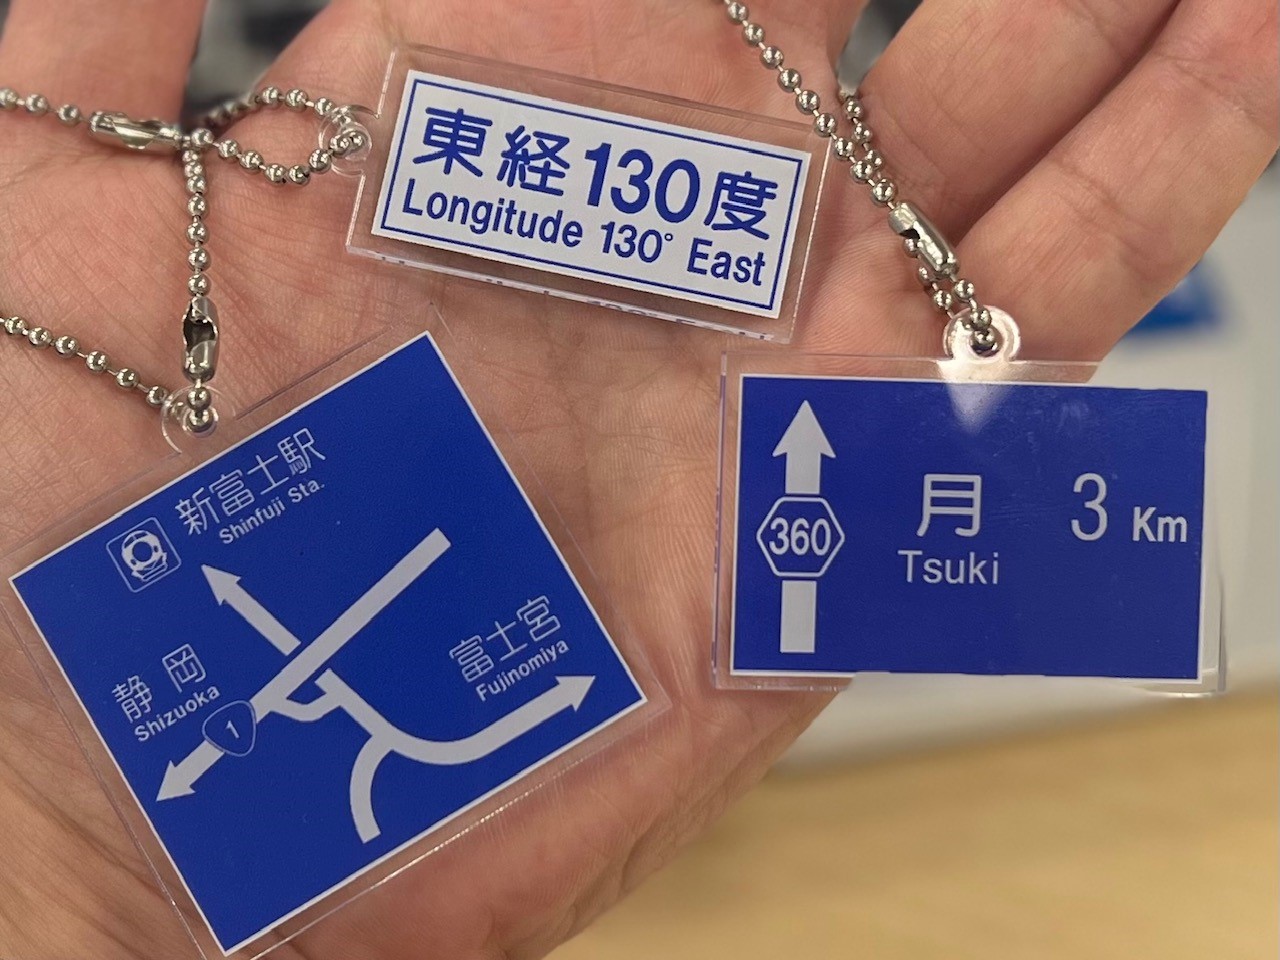 東経130度
Longitude 130° East
新富士駅
Shinfuji Sta.
静岡
Shizuoka
1
富士宮
Fujinomiya
360
月 3 Km
Tsuki